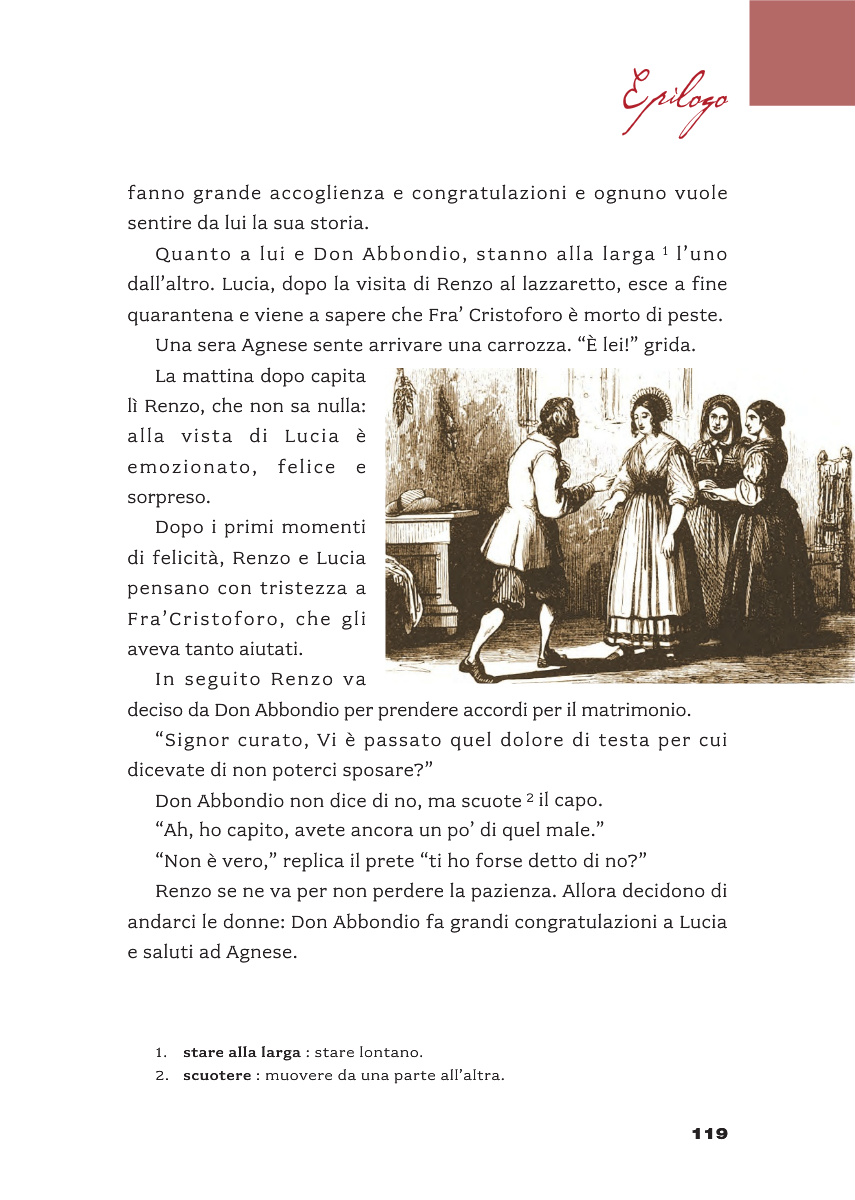 Epilogo
fanno grande accoglienza e congratulazioni e ognuno vuole
sentire da lui la sua storia.
Quanto a lui e Don Abbondio, stanno alla larga 1 l’uno
dall’altro. Lucia, dopo la visita di Renzo al lazzaretto, esce a fine
quarantena e viene a sapere che Fra’ Cristoforo è morto di peste.
Una sera Agnese sente arrivare una carrozza. “È lei!” grida.
La mattina dopo capita
lì Renzo, che non sa nulla:
alla vista di Lucia è
emozionato, felice e
sorpreso.
Dopo i primi momenti
di felicità, Renzo e Lucia
pensano con tristezza a
Fra’Cristoforo, che gli
aveva tanto aiutati.
In seguito Renzo va
deciso da Don Abbondio per prendere accordi per il matrimonio.
“Signor curato, Vi è passato quel dolore di testa per cui
dicevate di non poterci sposare?”
Don Abbondio non dice di no, ma scuote 2 il capo.
“Ah, ho capito, avete ancora un po’ di quel male.”
“Non è vero,” replica il prete “ti ho forse detto di no?”
Renzo se ne va per non perdere la pazienza. Allora decidono di
andarci le donne: Don Abbondio fa grandi congratulazioni a Lucia
e saluti ad Agnese.
1. stare alla larga : stare lontano.
2. scuotere : muovere da una parte all’altra.
119